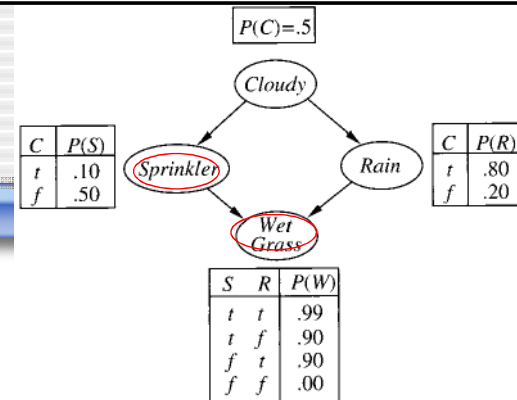 P(C)=.5
Cloudy
C P(S)
t .10
f .50
Sprinkler
Rain
C P(R)
t .80
f .20
Wet
Grass
S R P(W)
t t .99
t f .90
f t .90
f f .00